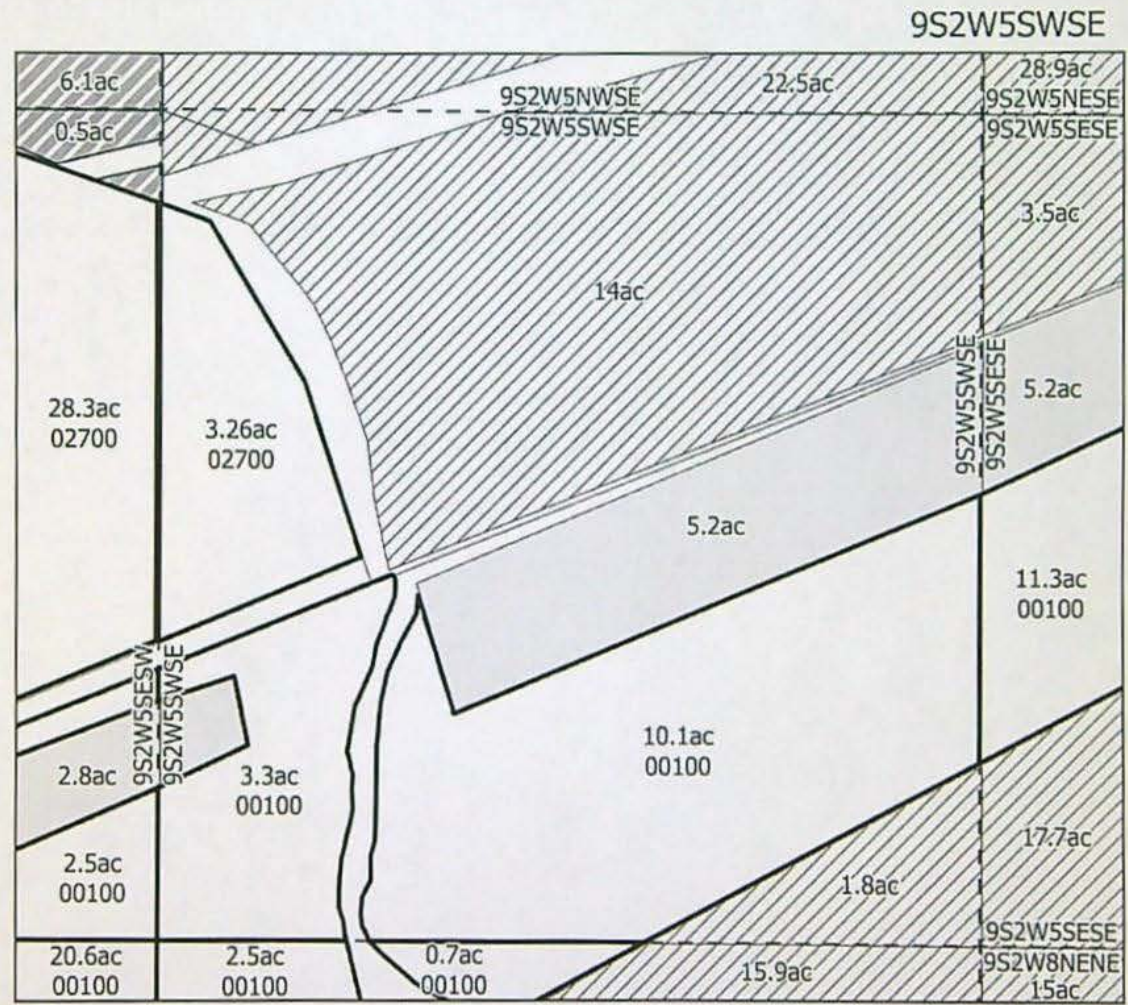 9S2W5SWSE
6.1ac
22.5ac
28.9ac
9S2W5NWSE
9S2W5NESE
0.5ac
9S2W5SWSE
9S2W5SESE
3.5ac
14ac
9S2W5SWSE
9S2W5SESE
5.2ac
28.3ac
02700
3.26ac
02700
5.2ac
11.3ac
00100
9S2W5SESW
9S2W5SWSE
10.1ac
00100
2.8ac
3.3ac
00100
17.7ac
2.5ac
00100
1.8ac
9S2W5SESE
9S2W8NENE
20.6ac
00100
2.5ac
00100
0.7ac
00100
15.9ac
15ac